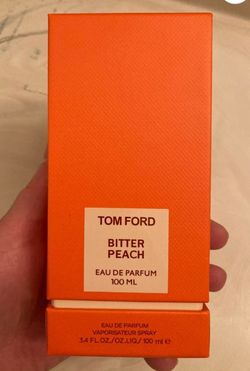 TOM FORD
BITTER
PEACH
EAU DE PARFUM
100 ML
EAU DE PARFUM
VAPORISATEUR SPRAY
3.4 FL.OZ./OZ.LIQ./100 ml ℮